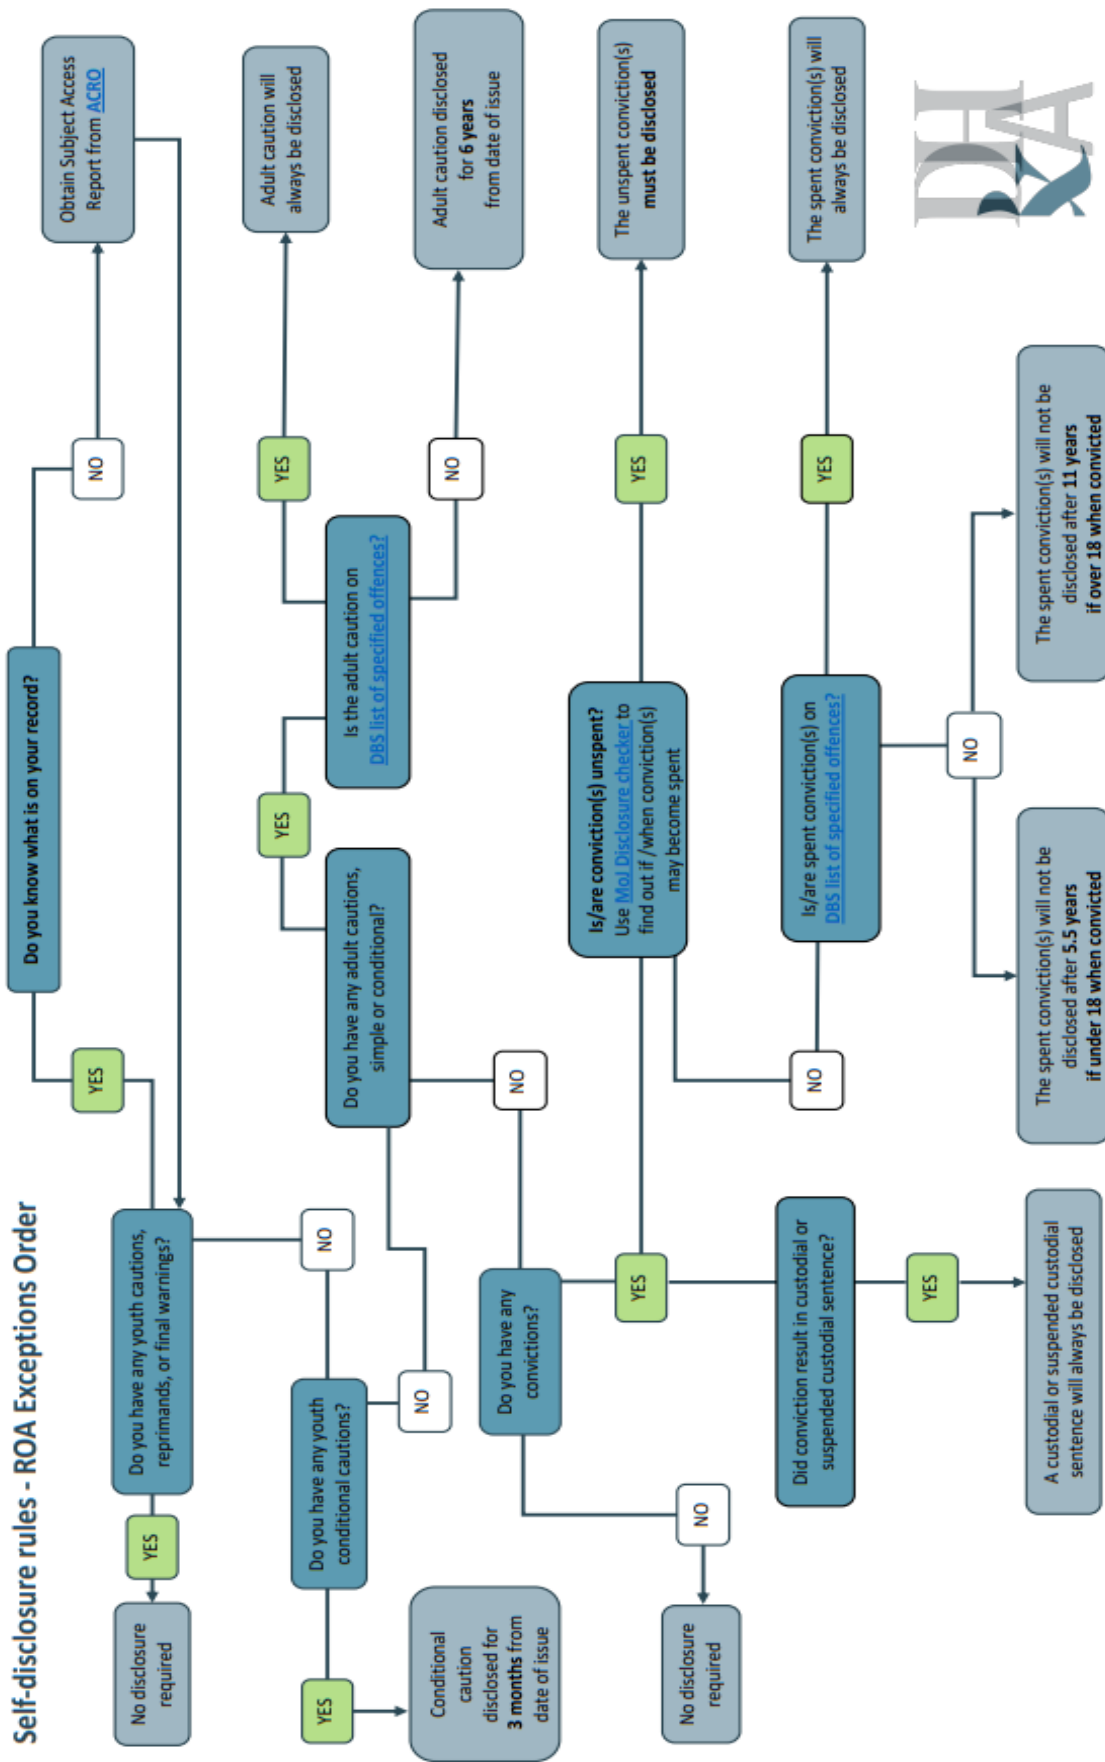 Self-disclosure rules - ROA Exceptions Order
Do you know what is on your record?
YES
NO
Obtain Subject Access
Report from ACRO
Do you have any youth cautions,
reprimands, or final warnings?
YES
No disclosure
required
NO
Do you have any youth
conditional cautions?
YES
Conditional
caution
disclosed for
3 months from
date of issue
NO
Do you have any adult cautions,
simple or conditional?
YES
Is the adult caution on
DBS list of specified offences?
YES
Adult caution will
always be disclosed
NO
Adult caution disclosed
for 6 years
from date of issue
NO
Do you have any
convictions?
NO
No disclosure
required
YES
Is/are conviction(s) unspent?
Use MoJ Disclosure checker to
find out if /when conviction(s)
may become spent
YES
The unspent conviction(s)
must be disclosed
NO
Is/are spent conviction(s) on
DBS list of specified offences?
YES
The spent conviction(s) will
always be disclosed
NO
The spent conviction(s) will not be
disclosed after 5.5 years
if under 18 when convicted
The spent conviction(s) will not be
disclosed after 11 years
if over 18 when convicted
Did conviction result in custodial or
suspended custodial sentence?
YES
A custodial or suspended custodial
sentence will always be disclosed